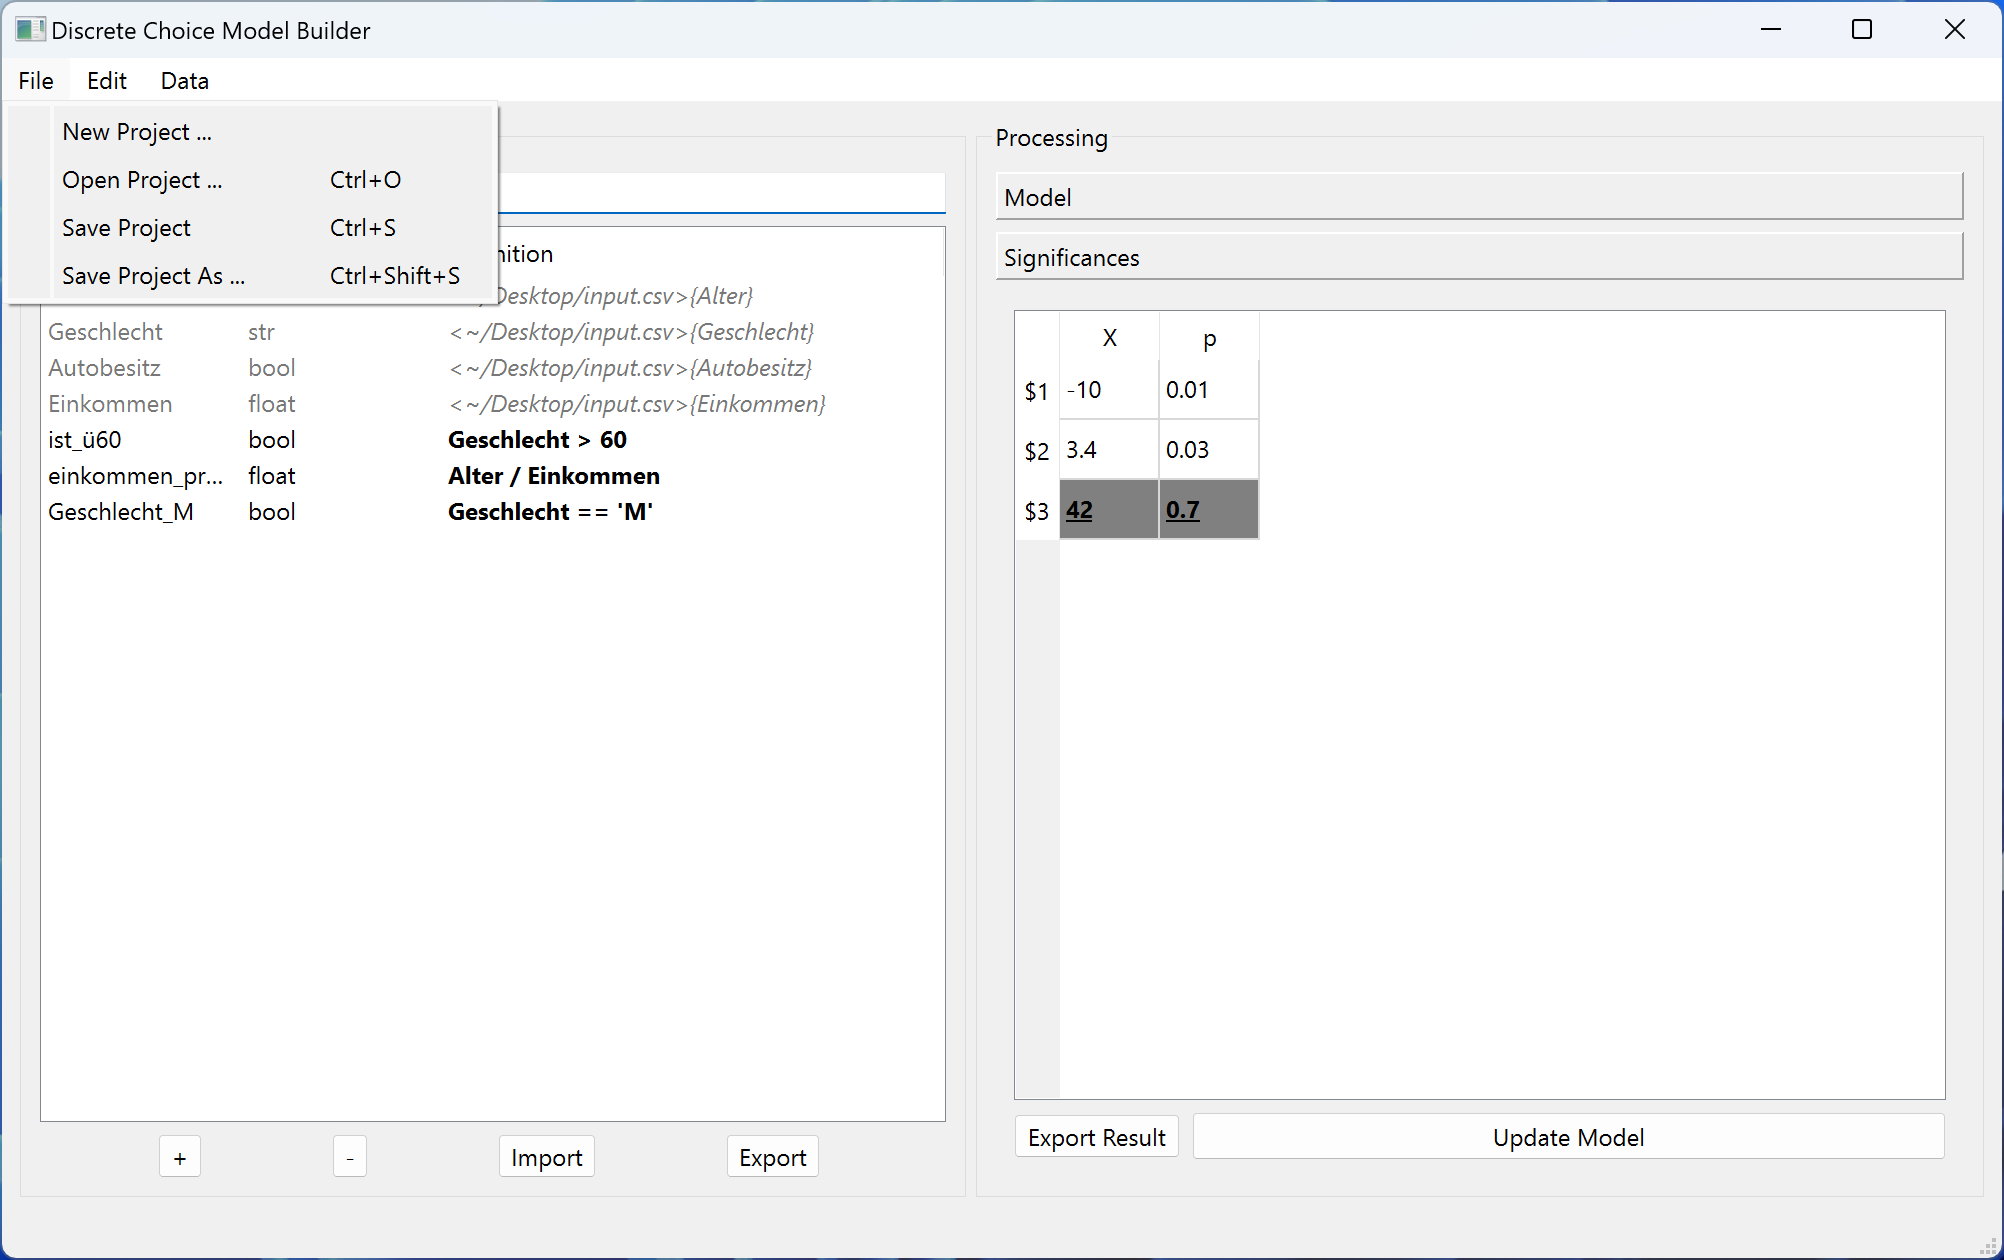 Discrete Choice Model Builder
File Edit Data
New Project ...
Open Project ... Ctrl+O
Save Project Ctrl+S
Save Project As ... Ctrl+Shift+S
nition
Desktop/input.csv>{Alter}
Geschlecht str <~/Desktop/input.csv>{Geschlecht}
Autobesitz bool <~/Desktop/input.csv>{Autobesitz}
Einkommen float <~/Desktop/input.csv>{Einkommen}
ist_ü60 bool Geschlecht > 60
einkommen_pr... float Alter / Einkommen
Geschlecht_M bool Geschlecht == 'M'
+ - Import Export
Processing
Model
Significances
X p
$1 -10 0.01
$2 3.4 0.03
$3 42 0.7
Export Result Update Model